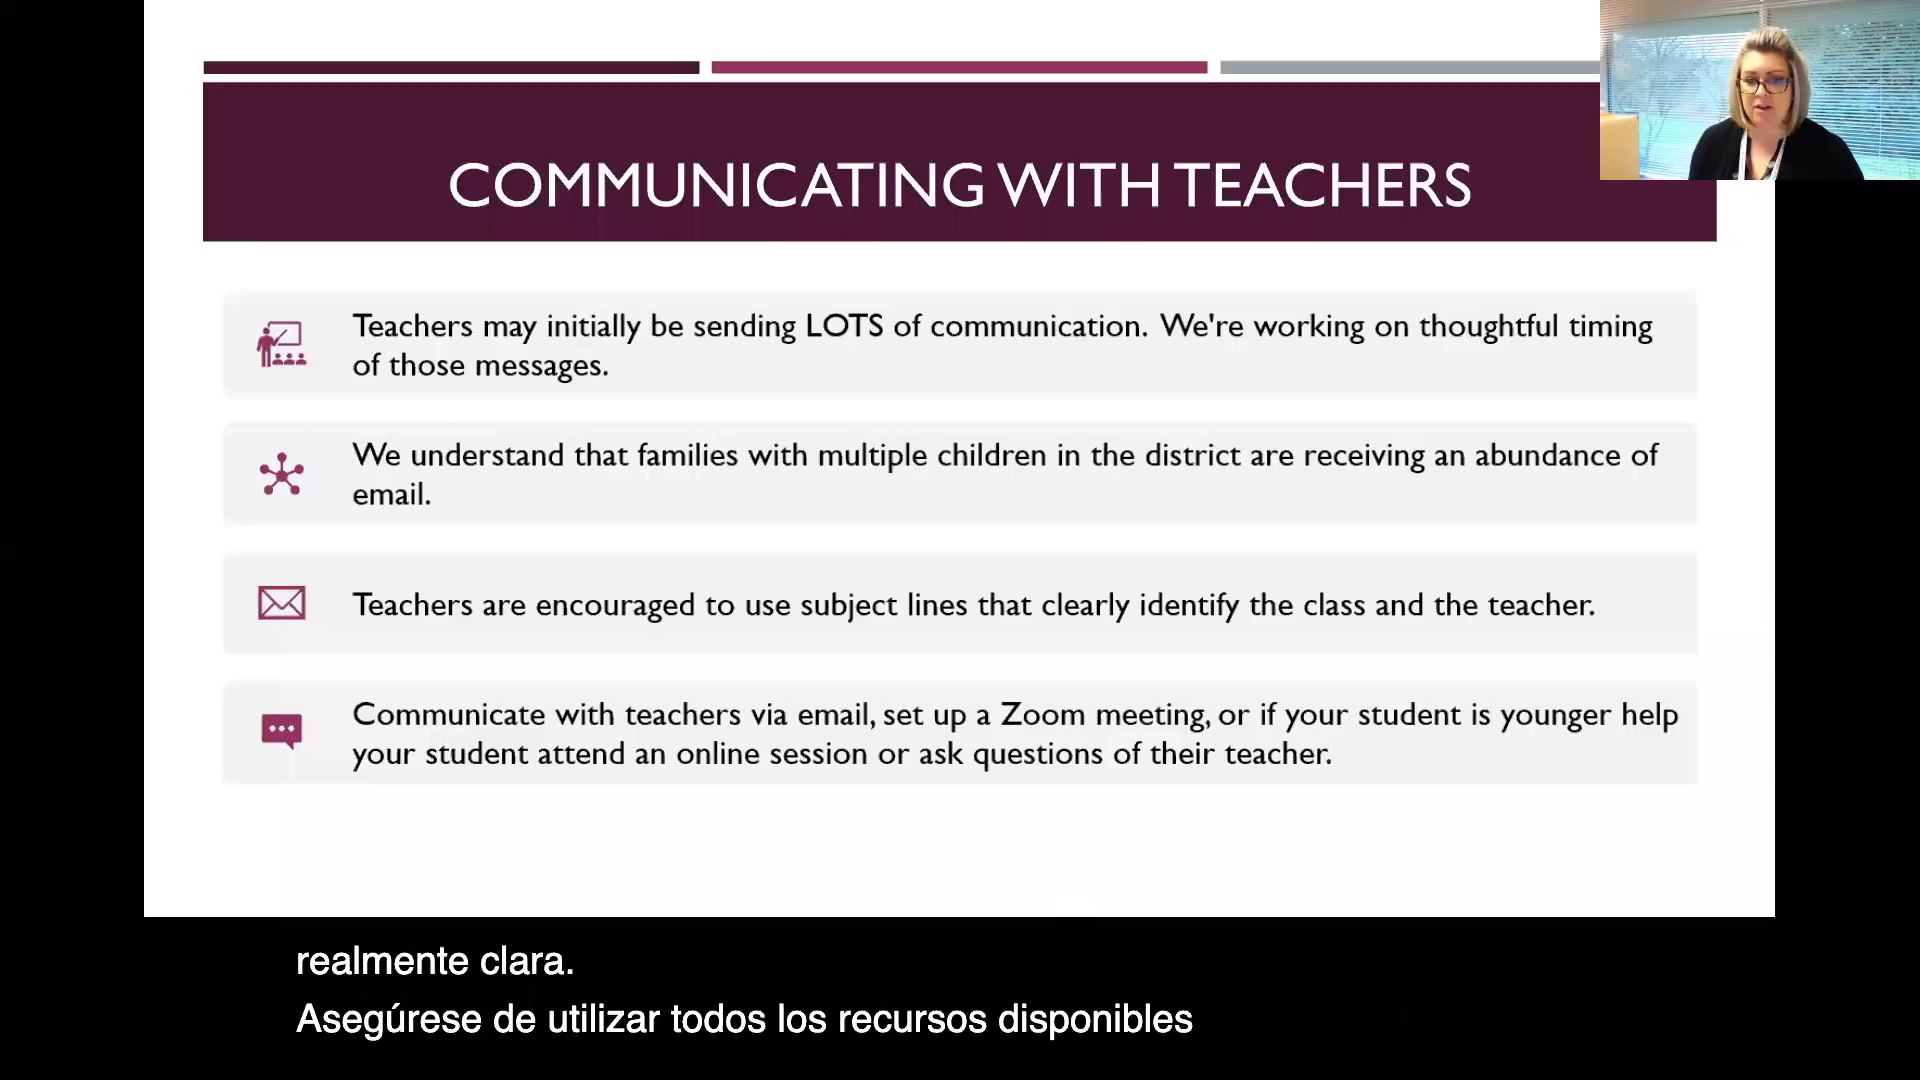 COMMUNICATING WITH TEACHERS
Teachers may initially be sending LOTS of communication. We're working on thoughtful timing
of those messages.
We understand that families with multiple children in the district are receiving an abundance of
email.
Teachers are encouraged to use subject lines that clearly identify the class and the teacher.
Communicate with teachers via email, set up a Zoom meeting, or if your student is younger help
your student attend an online session or ask questions of their teacher.
realmente clara.
Asegúrese de utilizar todos los recursos disponibles